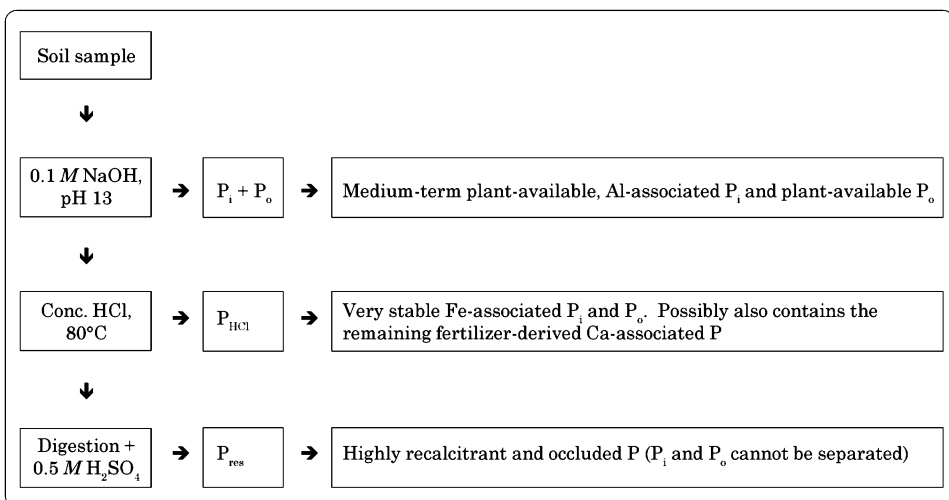 Soil sample
0.1 M NaOH,
pH 13
Pᵢ + Pₒ
Medium-term plant-available, Al-associated Pᵢ and plant-available Pₒ
Conc. HCl,
80°C
P_HCl
Very stable Fe-associated Pᵢ and Pₒ. Possibly also contains the
remaining fertilizer-derived Ca-associated P
Digestion +
0.5 M H₂SO₄
P_res
Highly recalcitrant and occluded P (Pᵢ and Pₒ cannot be separated)